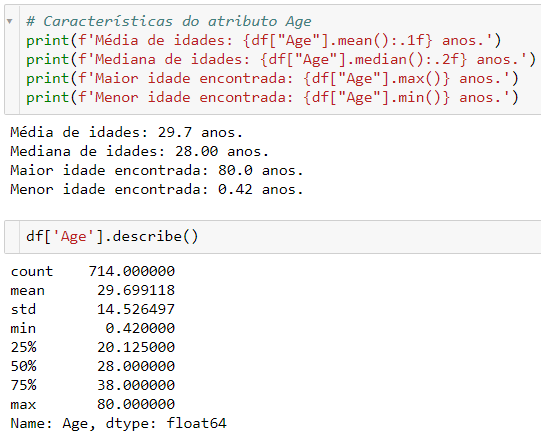 # Características do atributo Age
print(f'Média de idades: {df["Age"].mean():.1f} anos.')
print(f'Mediana de idades: {df["Age"].median():.2f} anos.')
print(f'Maior idade encontrada: {df["Age"].max()} anos.')
print(f'Menor idade encontrada: {df["Age"].min()} anos.')
Média de idades: 29.7 anos.
Mediana de idades: 28.00 anos.
Maior idade encontrada: 80.0 anos.
Menor idade encontrada: 0.42 anos.
df['Age'].describe()
count    714.000000
mean      29.699118
std       14.526497
min        0.420000
25%       20.125000
50%       28.000000
75%       38.000000
max       80.000000
Name: Age, dtype: float64